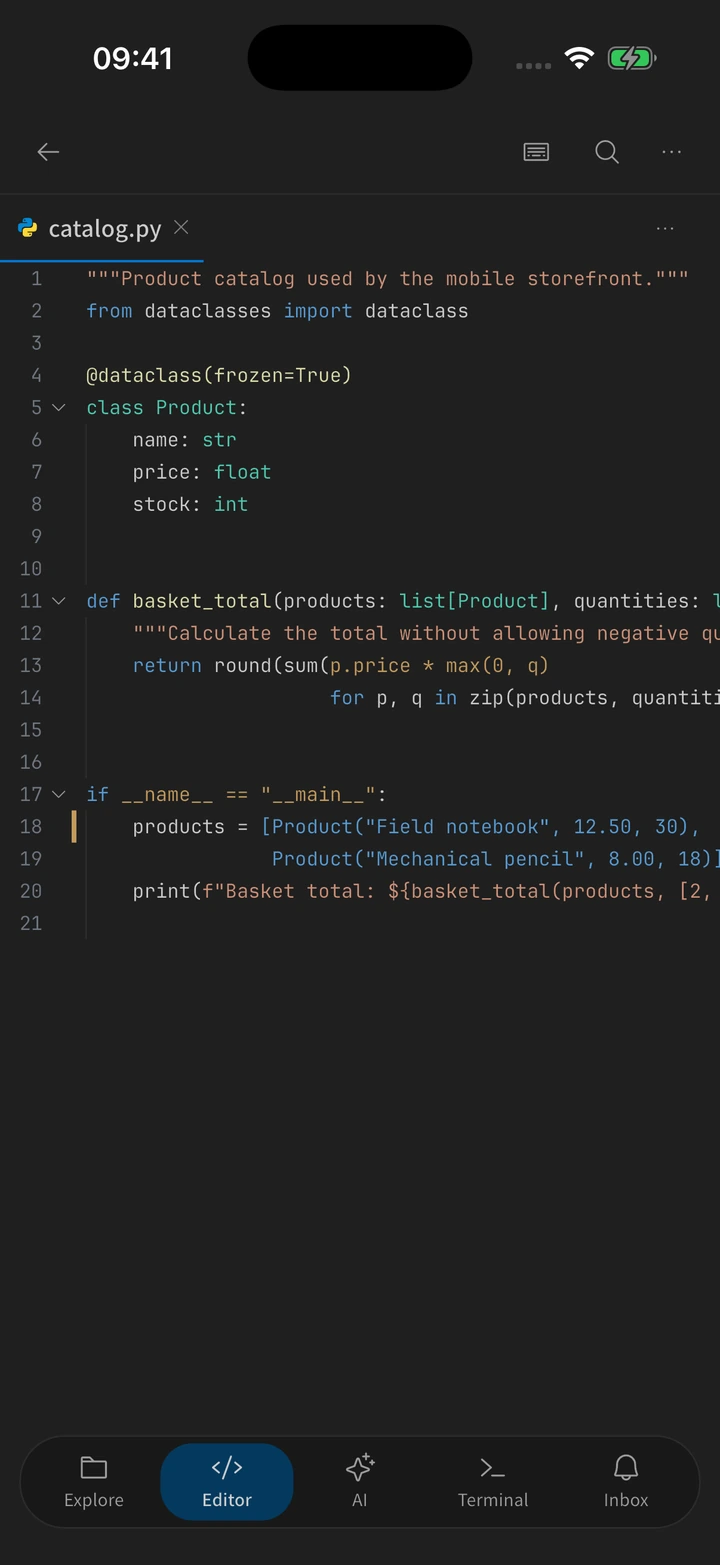 09:41
catalog.py
1 """Product catalog used by the mobile storefront."""
2 from dataclasses import dataclass
3
4 @dataclass(frozen=True)
5 class Product:
6     name: str
7     price: float
8     stock: int
9
10
11 def basket_total(products: list[Product], quantities: l
12     """Calculate the total without allowing negative qu
13     return round(sum(p.price * max(0, q)
14                      for p, q in zip(products, quantiti
15
16
17 if __name__ == "__main__":
18     products = [Product("Field notebook", 12.50, 30),
19                 Product("Mechanical pencil", 8.00, 18)]
20     print(f"Basket total: ${basket_total(products, [2,
21
Explore Editor AI Terminal Inbox